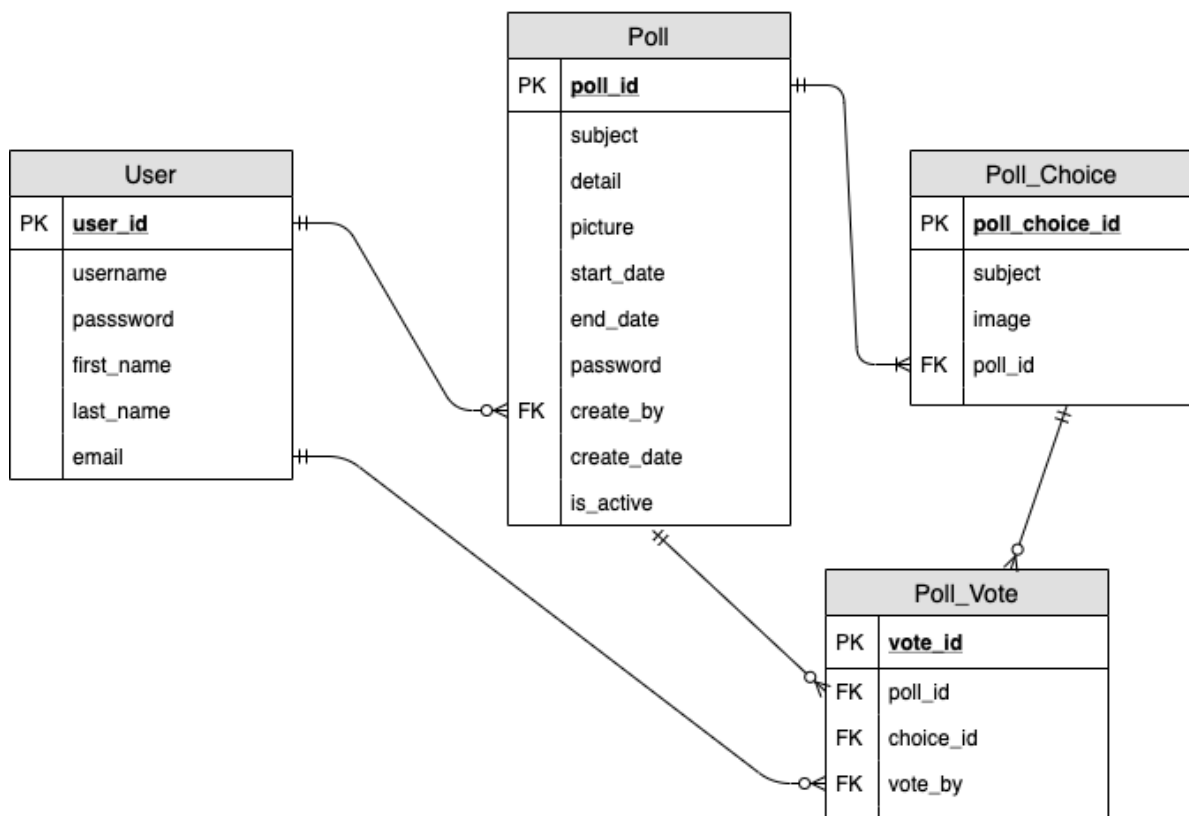 Poll
PK poll_id
subject
detail
picture
start_date
end_date
password
FK create_by
create_date
is_active
User
PK user_id
username
passsword
first_name
last_name
email
Poll_Choice
PK poll_choice_id
subject
image
FK poll_id
Poll_Vote
PK vote_id
FK poll_id
FK choice_id
FK vote_by